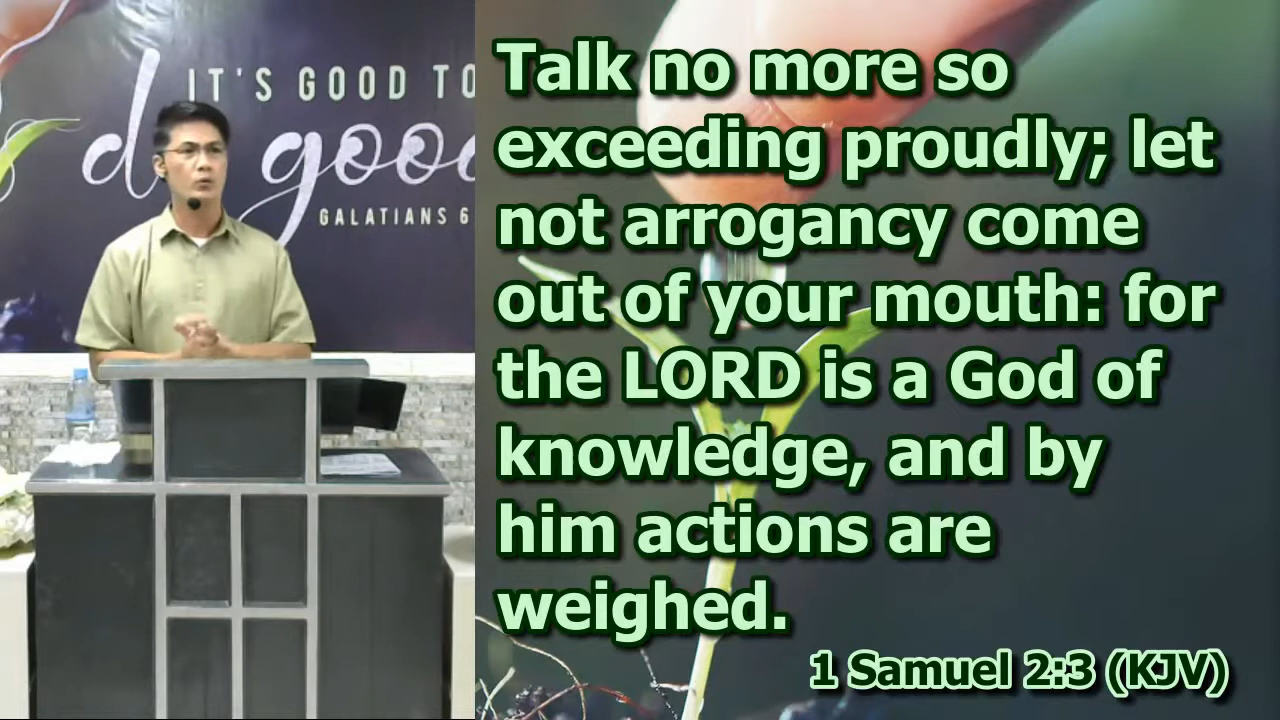 IT'S GOOD TO
do good
GALATIANS 6
Talk no more so
exceeding proudly; let
not arrogancy come
out of your mouth: for
the LORD is a God of
knowledge, and by
him actions are
weighed.
1 Samuel 2:3 (KJV)